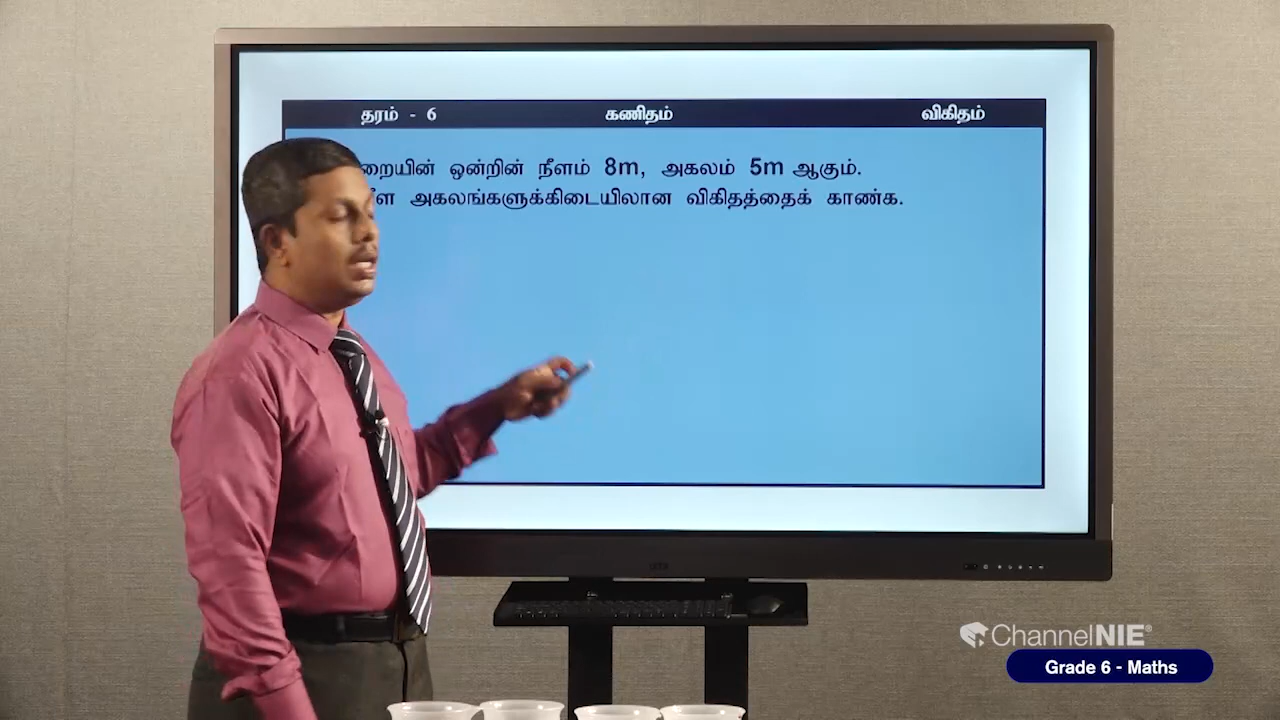 தரம் - 6 கணிதம் விகிதம்
ஒன்றின் நீளம் 8m, அகலம் 5m ஆகும்.
அகலங்களுக்கிடையிலான விகிதத்தைக் காண்க.
ChannelNIE®
Grade 6 - Maths